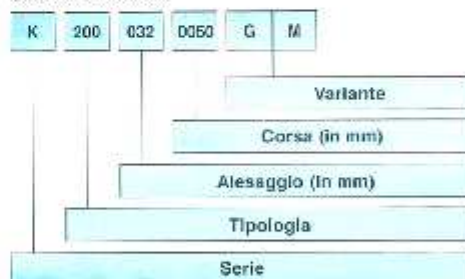 K 200 032 0050 G M
Variante
Corsa (in mm)
Alesaggio (in mm)
Tipologia
Serie